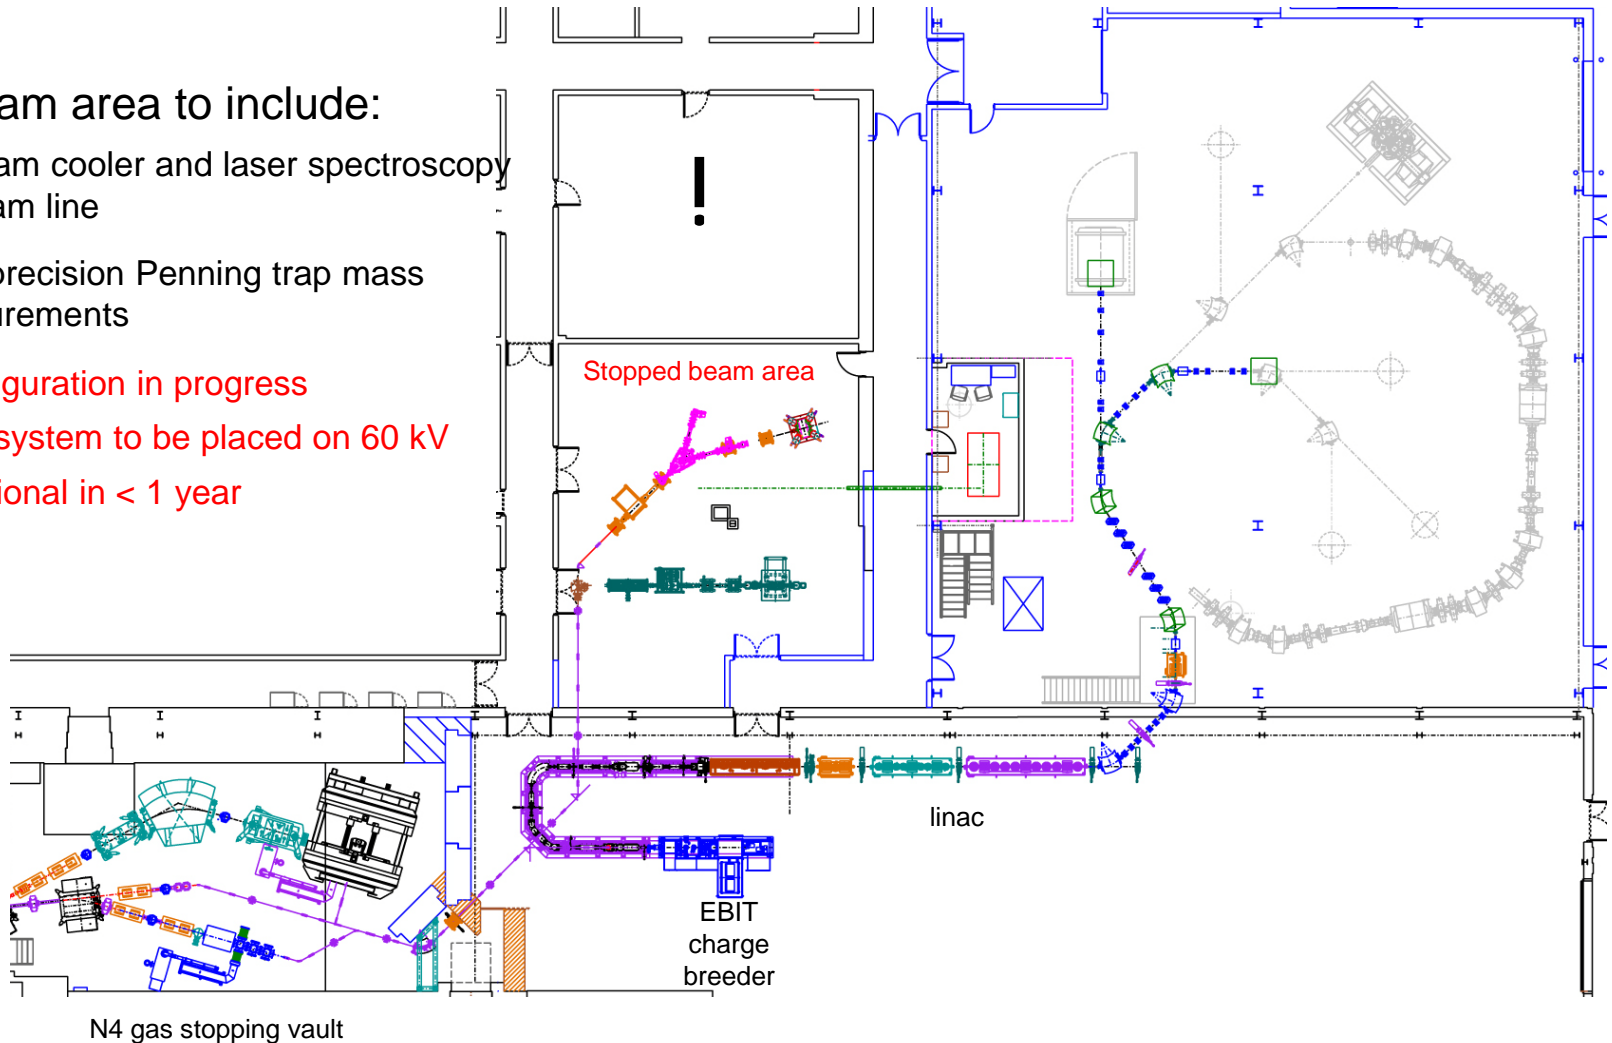 am area to include:
am cooler and laser spectroscopy
am line
precision Penning trap mass
urements
guration in progress
system to be placed on 60 kV
ional in < 1 year
!
Stopped beam area
linac
EBIT
charge
breeder
N4 gas stopping vault